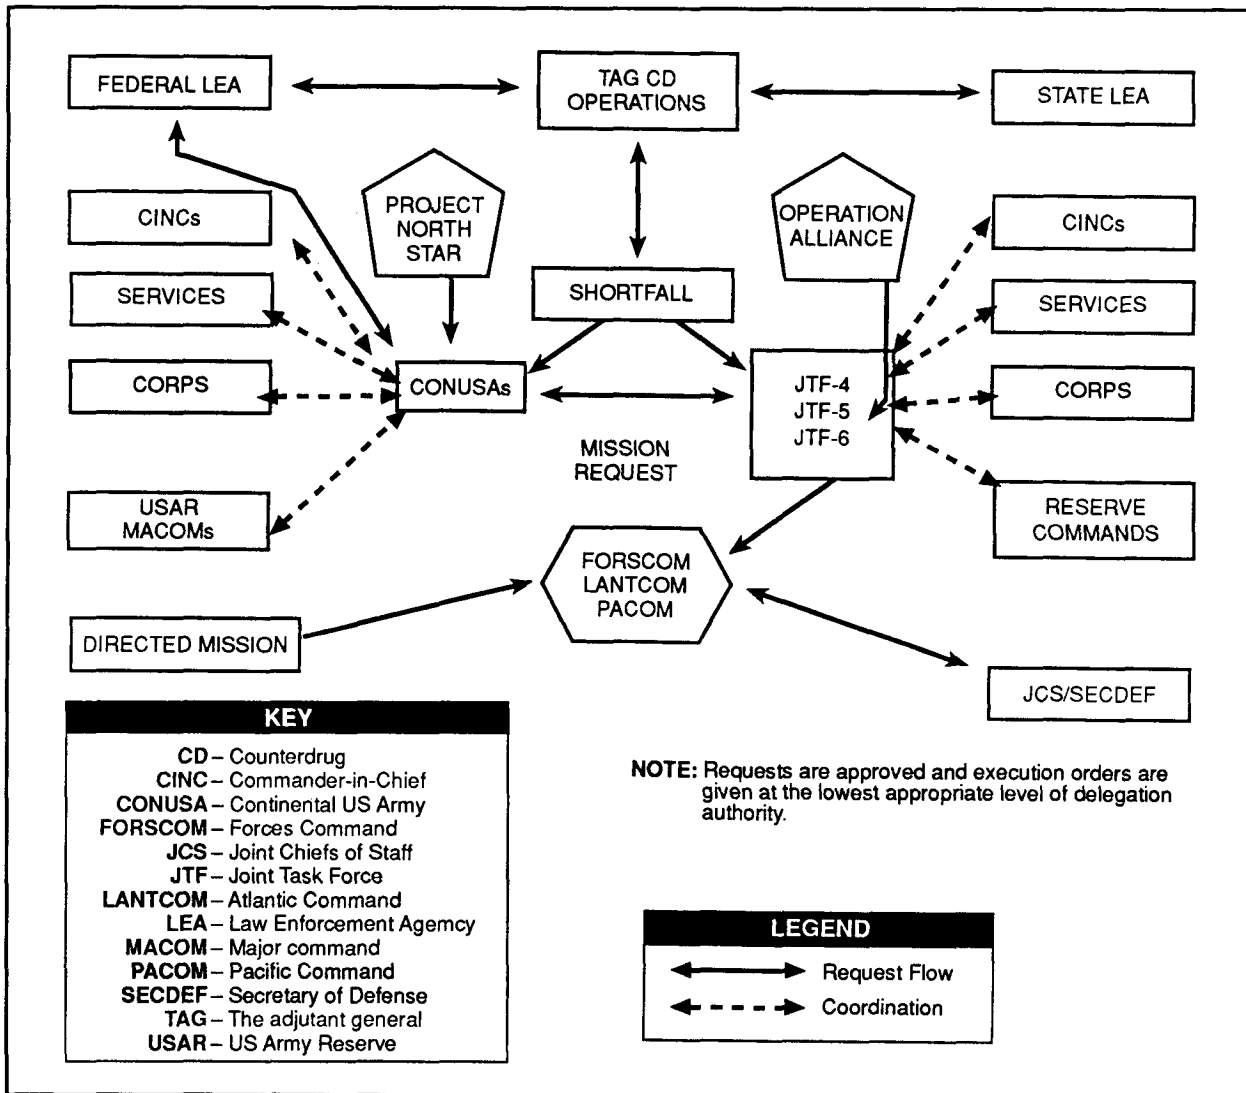 FEDERAL LEA
TAG CD
OPERATIONS
STATE LEA
CINCs
PROJECT
NORTH
STAR
OPERATION
ALLIANCE
CINCs
SERVICES
SHORTFALL
SERVICES
CORPS
CONUSAs
JTF-4
JTF-5
JTF-6
CORPS
MISSION
REQUEST
USAR
MACOMs
RESERVE
COMMANDS
FORSCOM
LANTCOM
PACOM
DIRECTED MISSION
JCS/SECDEF
KEY
CD – Counterdrug
CINC – Commander-in-Chief
CONUSA – Continental US Army
FORSCOM – Forces Command
JCS – Joint Chiefs of Staff
JTF – Joint Task Force
LANTCOM – Atlantic Command
LEA – Law Enforcement Agemcy
MACOM – Major command
PACOM – Pacific Command
SECDEF – Secretary of Defense
TAG – The adjutant general
USAR – US Army Reserve
NOTE: Requests are approved and execution orders are
given at the lowest appropriate level of delegation
authority.
LEGEND
Request Flow
Coordination